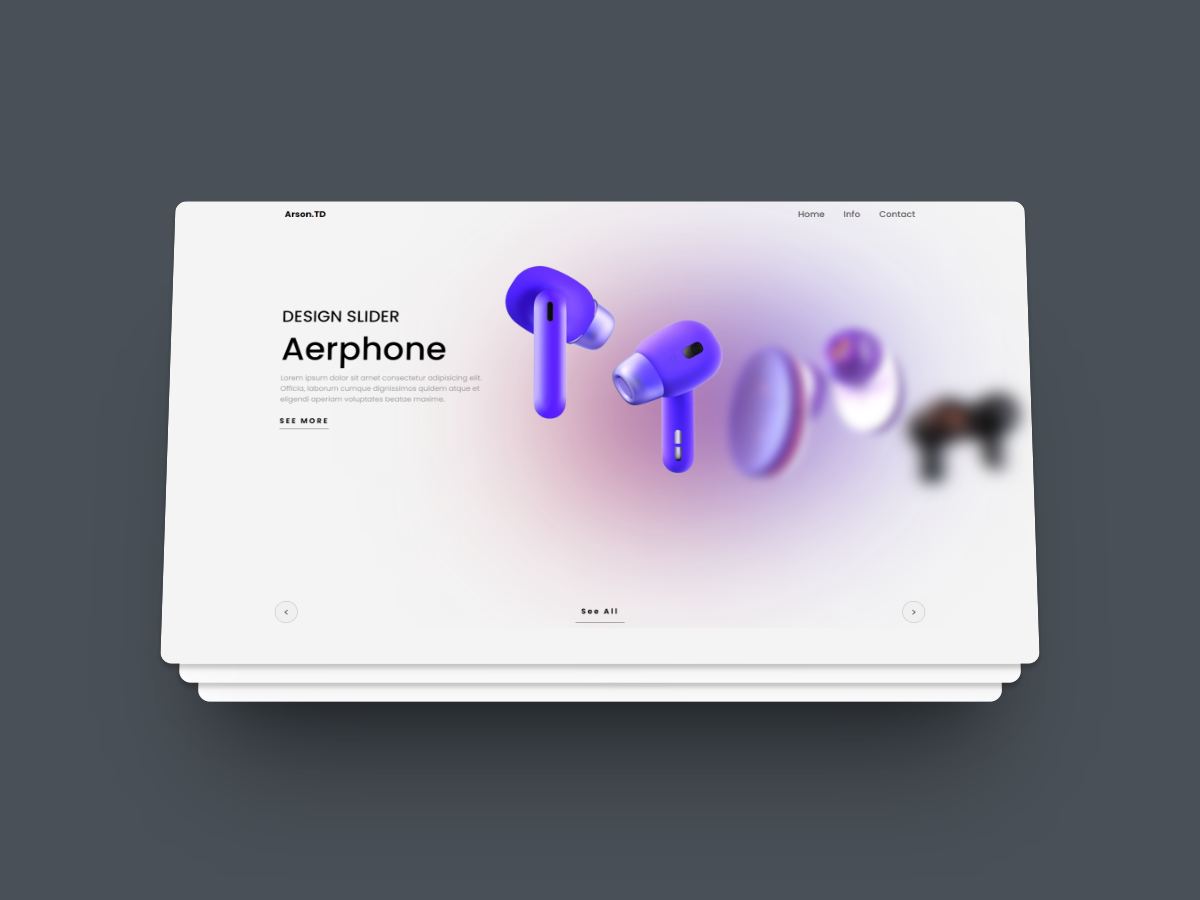 Arson.TD
Home Info Contact
DESIGN SLIDER
Aerphone
Lorem ipsum dolor sit amet consectetur adipisicing elit.
Officia, laborum cumque dignissimos quidem atque et
eligendi aperiam voluptates beatae maxime.
SEE MORE
< See All >